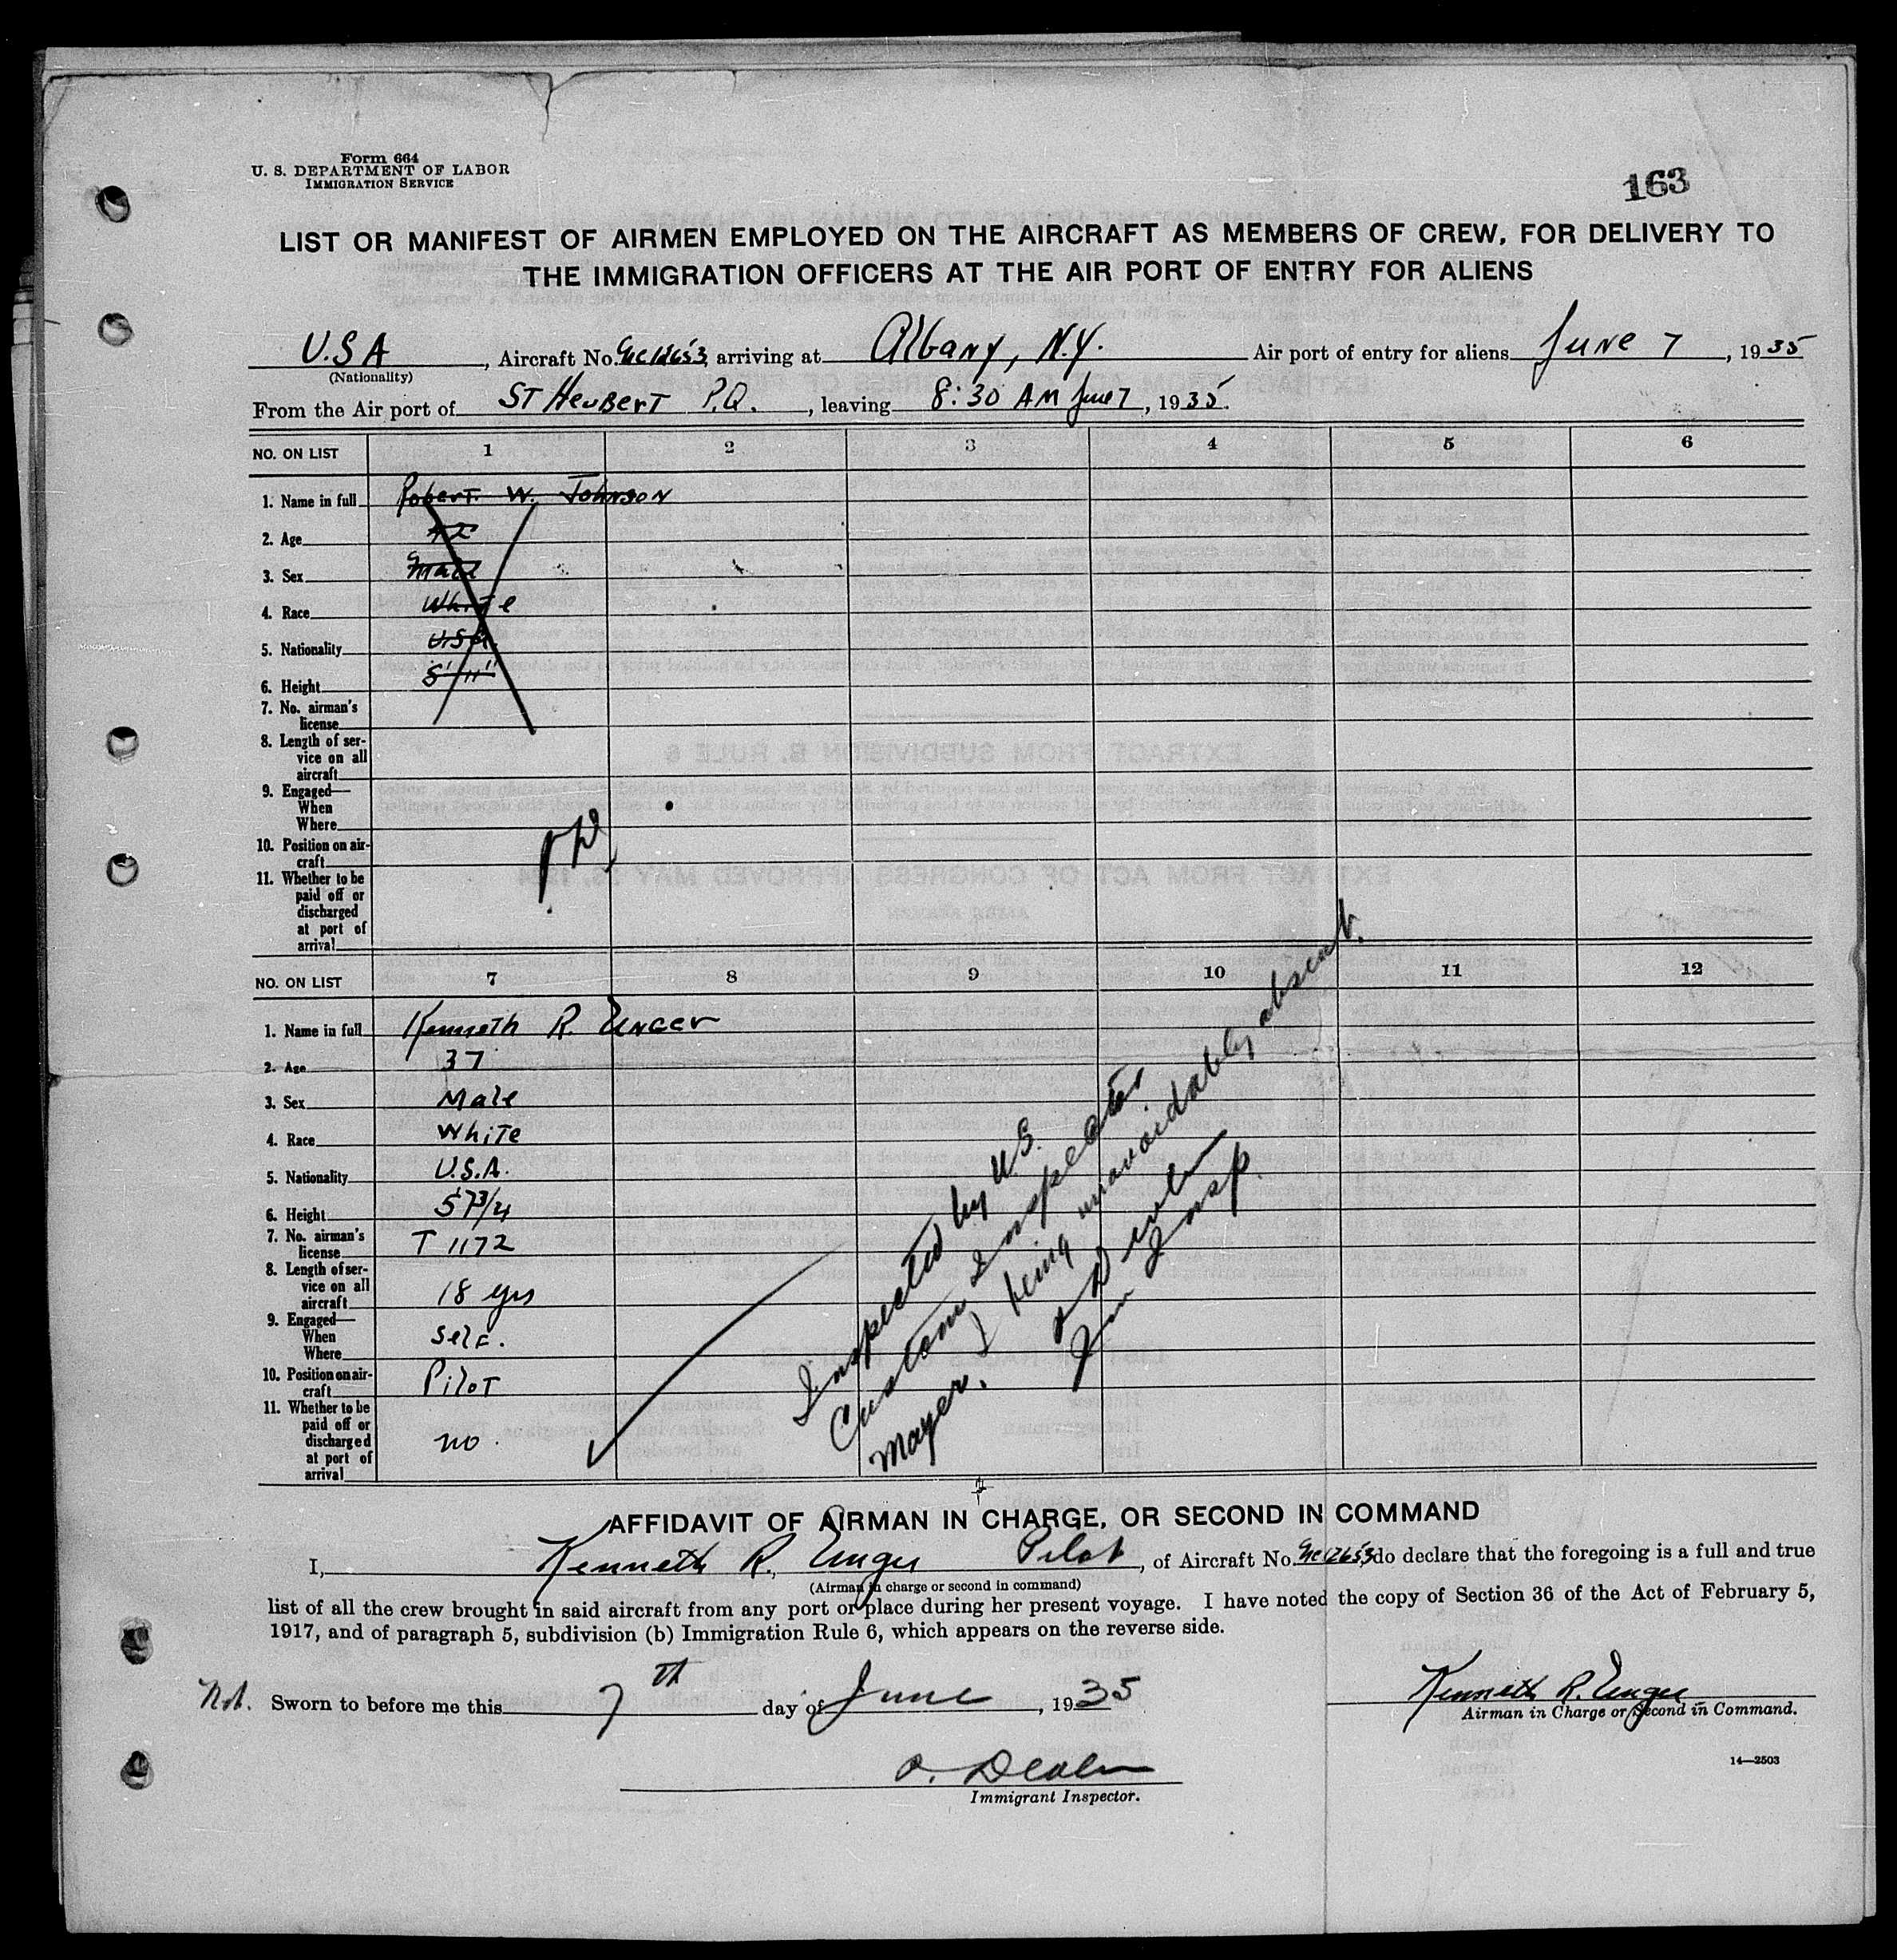 Form 664
U. S. DEPARTMENT OF LABOR
IMMIGRATION SERVICE
163
LIST OR MANIFEST OF AIRMEN EMPLOYED ON THE AIRCRAFT AS MEMBERS OF CREW, FOR DELIVERY TO
THE IMMIGRATION OFFICERS AT THE AIR PORT OF ENTRY FOR ALIENS
U.S A, Aircraft No. NC12653, arriving at Albany, N.Y. Air port of entry for aliens June 7, 1935
(Nationality)
From the Air port of ST HeuBerT P.Q., leaving 8:30 AM June 7, 1935.
NO. ON LIST 1 2 3 4 5 6
1. Name in full RoberT W. Johnson
2. Age
3. Sex Male
4. Race White
5. Nationality USA
6. Height 5' 11"
7. No. airman's
license
8. Length of ser-
vice on all
aircraft
9. Engaged—
When
Where
10. Position on air-
craft
11. Whether to be
paid off or
discharged
at port of
arrival
NO. ON LIST 7 8 9 10 11 12
1. Name in full Kenneth R. Unger
2. Age 37
3. Sex Male
4. Race White
5. Nationality U.S.A.
6. Height 5'7 3/4
7. No. airman's
license T 1172
8. Length of ser-
vice on all
aircraft 18 yrs
9. Engaged—
When
Where Self.
10. Position on air-
craft PiloT
11. Whether to be
paid off or
discharged
at port of
arrival no.
Inspected by U.S.
Customs Inspector
Mayer. I being unavoidably absent.
Imm Insp.
AFFIDAVIT OF AIRMAN IN CHARGE, OR SECOND IN COMMAND
I, Kenneth R. Unger Pilot, of Aircraft No. NC12653 do declare that the foregoing is a full and true
(Airman in charge or second in command)
list of all the crew brought in said aircraft from any port or place during her present voyage. I have noted the copy of Section 36 of the Act of February 5,
1917, and of paragraph 5, subdivision (b) Immigration Rule 6, which appears on the reverse side.
Not. Sworn to before me this 7th day of June, 1935
Kenneth R. Unger
Airman in Charge or Second in Command.
Immigrant Inspector.
14—2503